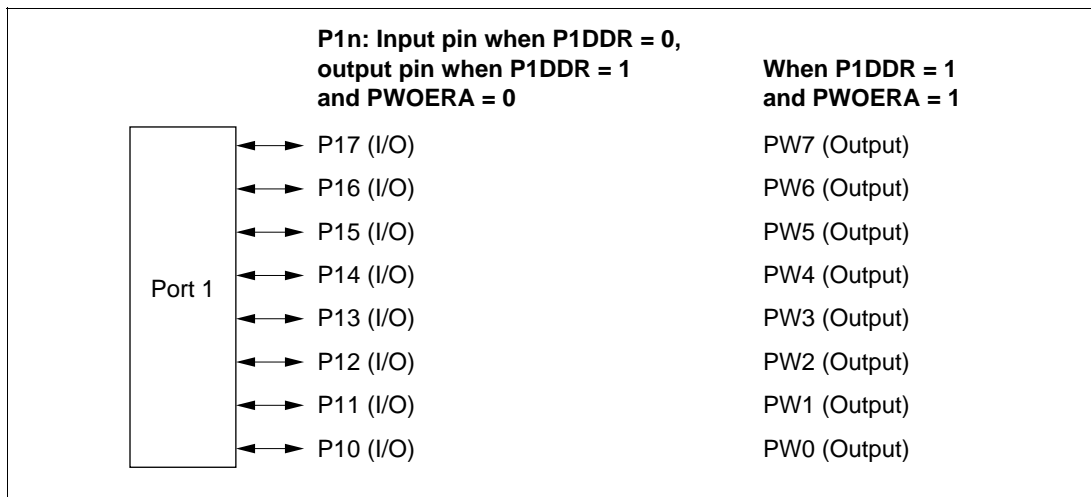 P1n: Input pin when P1DDR = 0,
output pin when P1DDR = 1
and PWOERA = 0
When P1DDR = 1
and PWOERA = 1
Port 1
P17 (I/O) PW7 (Output)
P16 (I/O) PW6 (Output)
P15 (I/O) PW5 (Output)
P14 (I/O) PW4 (Output)
P13 (I/O) PW3 (Output)
P12 (I/O) PW2 (Output)
P11 (I/O) PW1 (Output)
P10 (I/O) PW0 (Output)